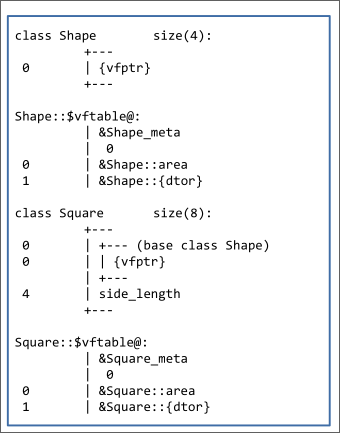 class Shape       size(4):
         +---
 0       | {vfptr}
         +---
Shape::$vftable@:
         | &Shape_meta
         |  0
 0       | &Shape::area
 1       | &Shape::{dtor}
class Square      size(8):
         +---
 0       | +--- (base class Shape)
 0       | | {vfptr}
         | +---
 4       | side_length
         +---
Square::$vftable@:
         | &Square_meta
         |  0
 0       | &Square::area
 1       | &Square::{dtor}